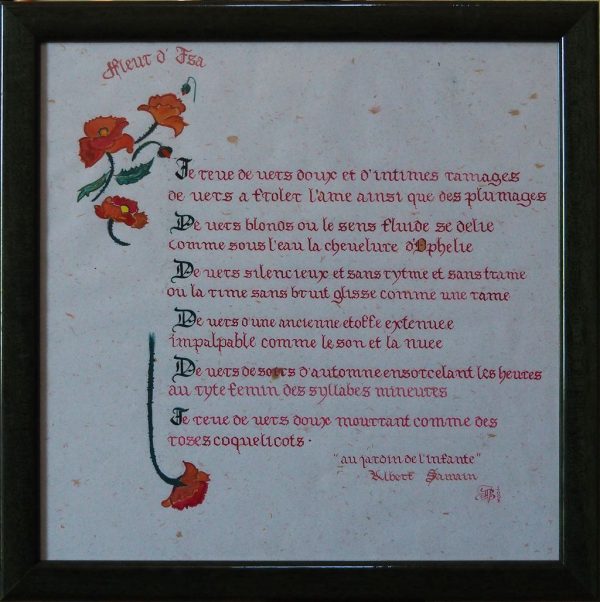 Fleur d' Isa
Je reve de vers doux et d'intimes ramages
de vers a froler l'ame ainsi que des plumages
De vers blonds ou le sens fluide se delie
comme sous l'eau la chevelure d'Ophelie
De vers silencieux et sans rytme et sans trame
ou la rime sans bruit glisse comme une rame
De vers d'une ancienne etoffe extenuee
impalpable comme le son et la nuee
De vers de soirs d'automne ensorcelant les heures
au ryte femin des syllabes mineures
Je reve de vers doux mourrant comme des
roses coquelicots.
"au jardin de l'infante"
Albert Samain